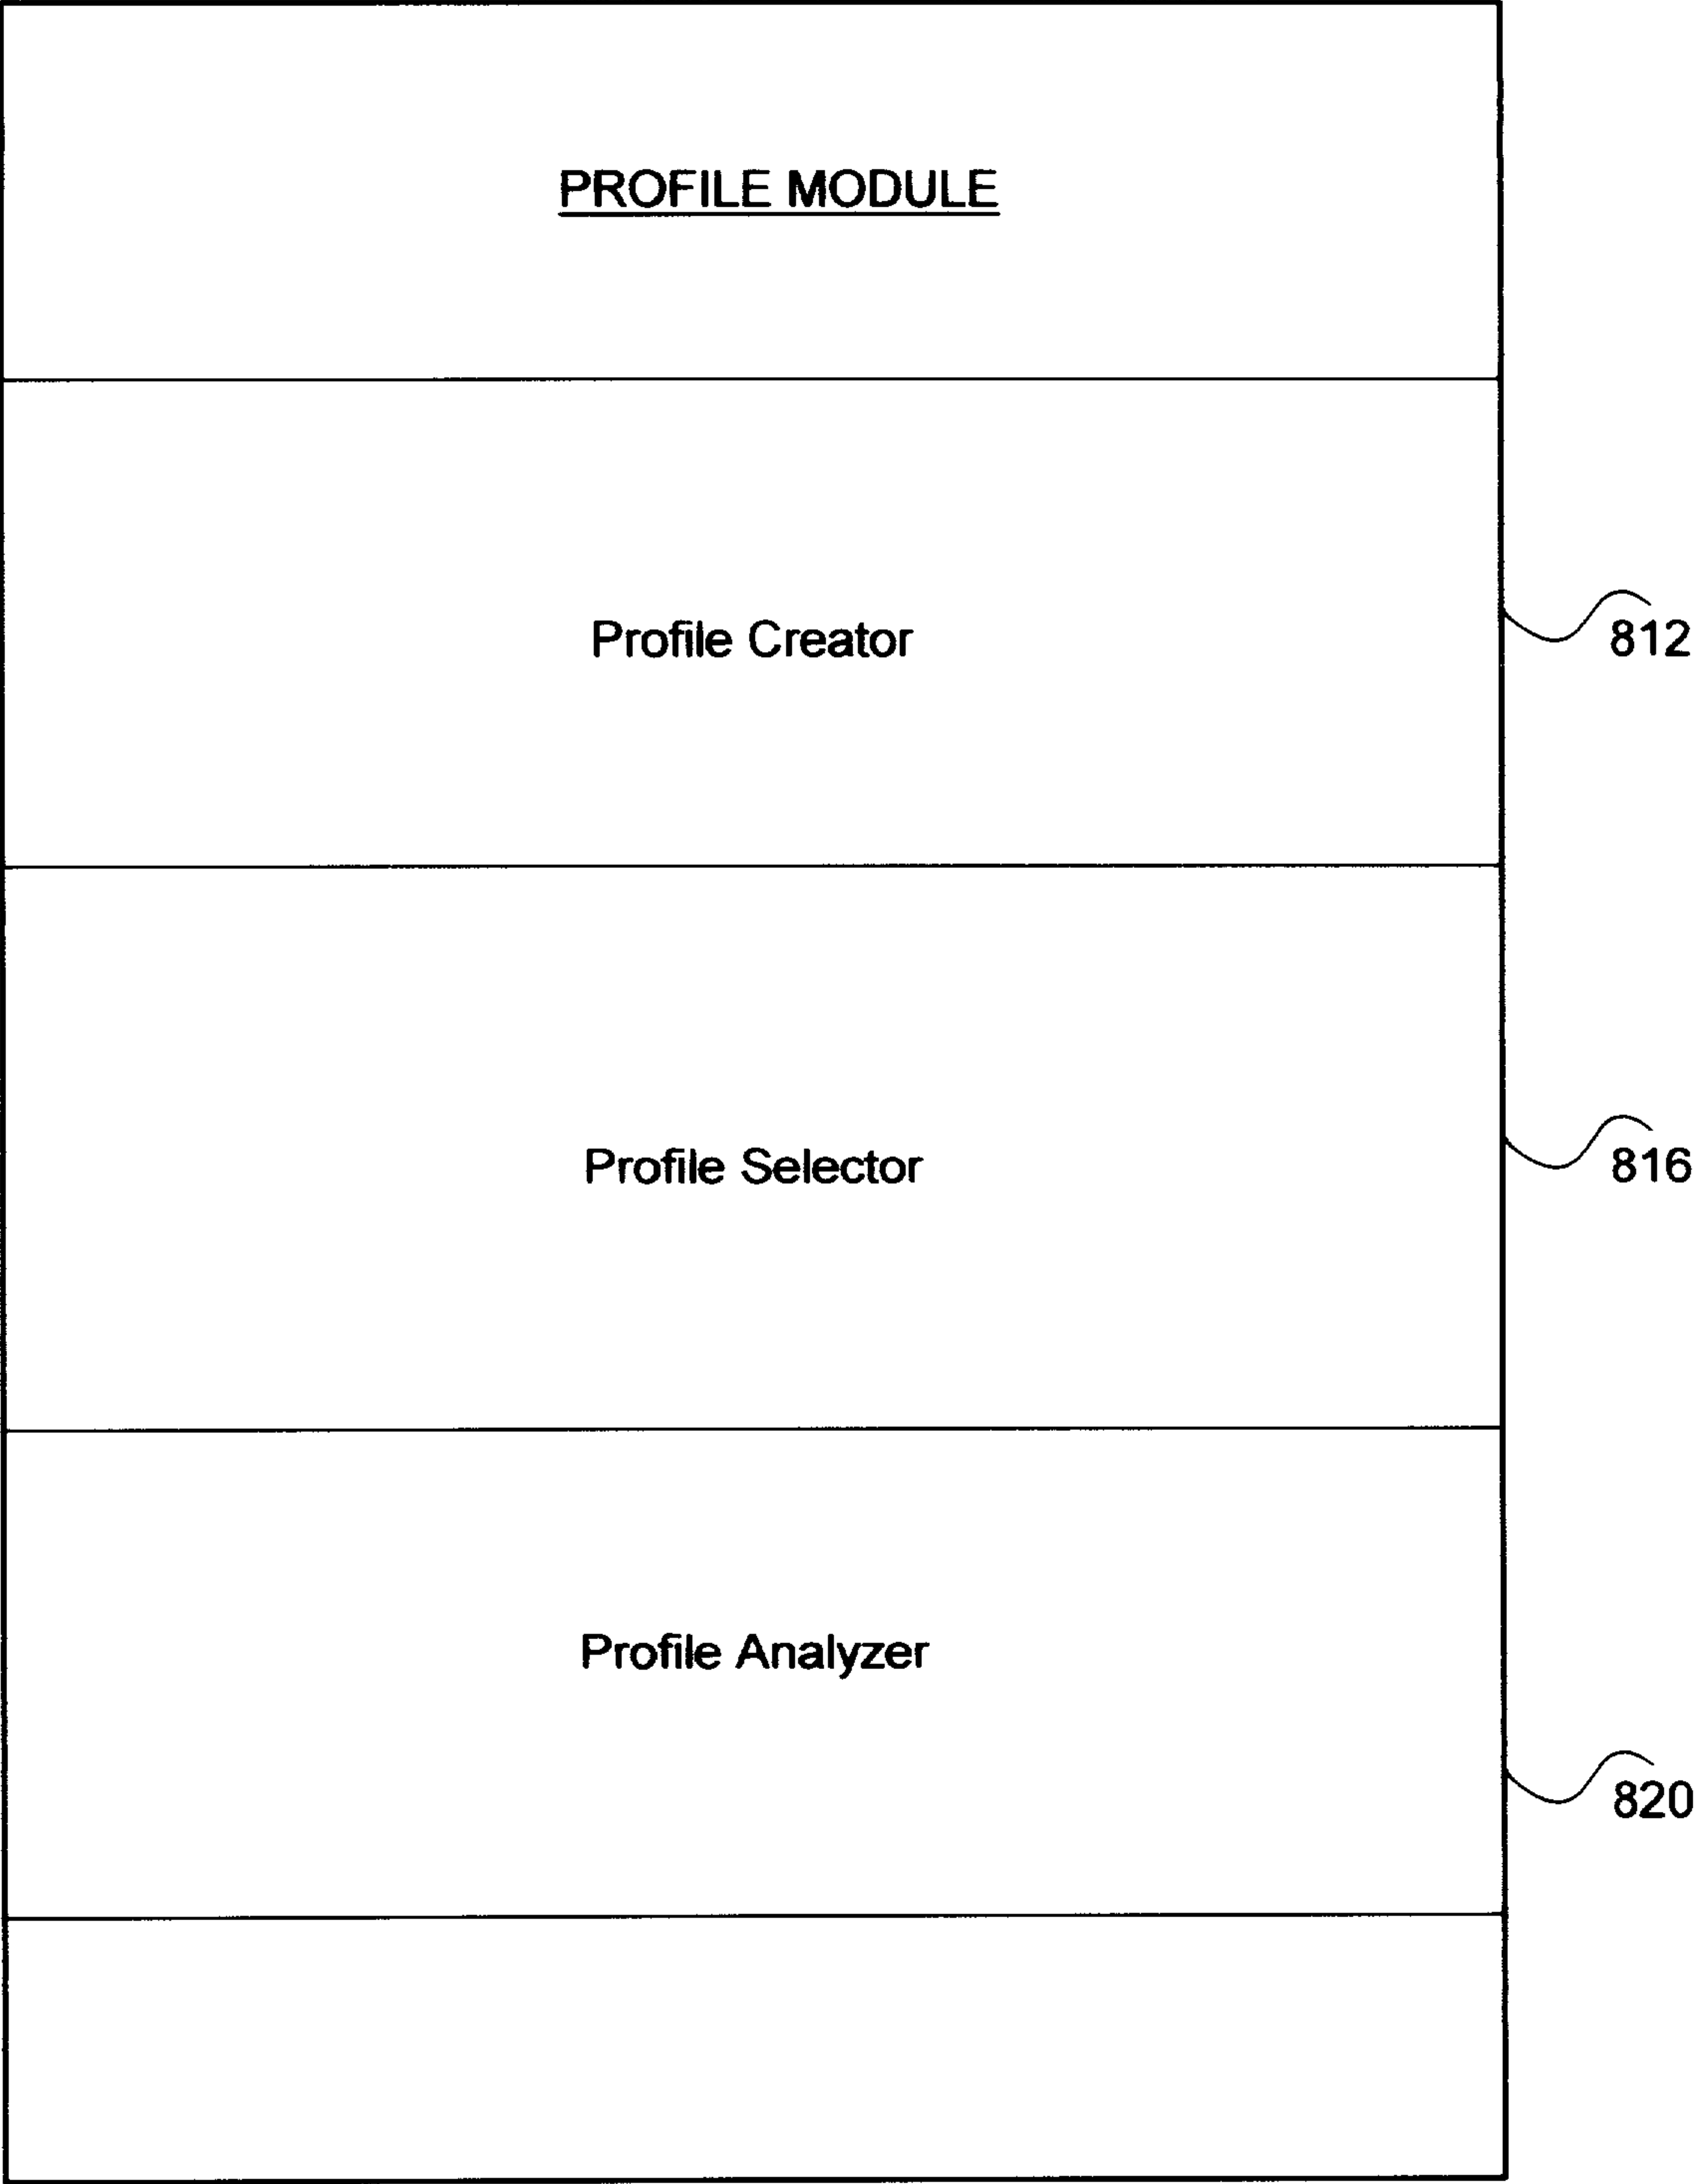 PROFILE MODULE
Profile Creator
812
Profile Selector
816
Profile Analyzer
820